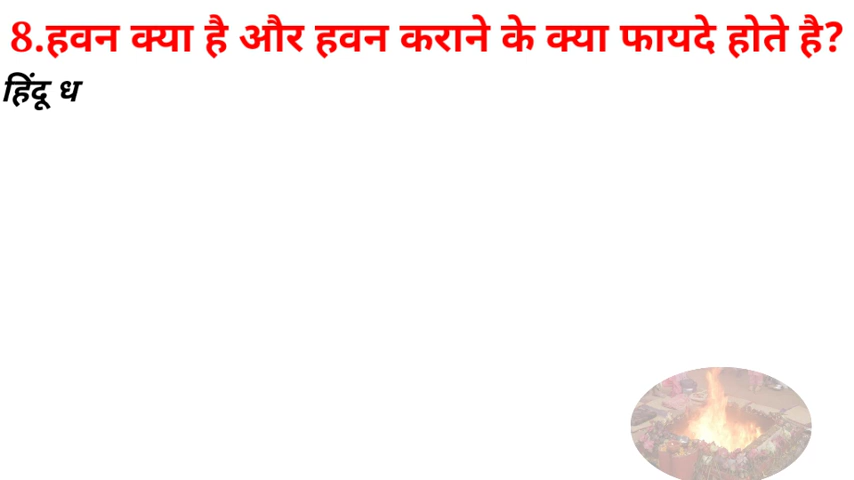 8.हवन क्या है और हवन कराने के क्या फायदे होते है?
हिंदू ध